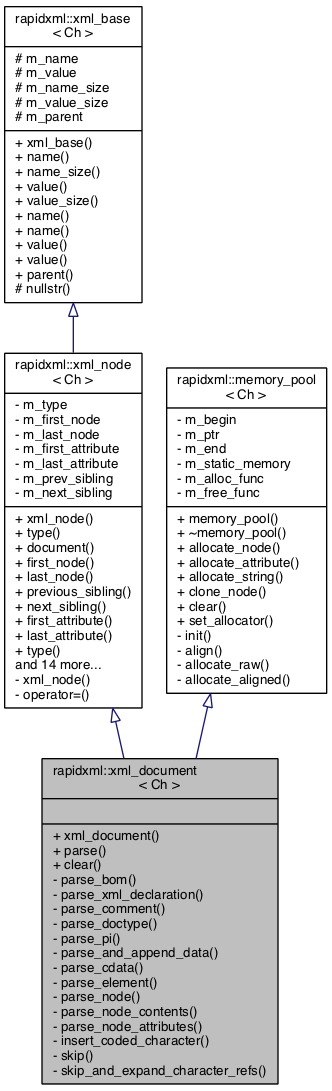 rapidxml::xml_base
< Ch >
# m_name
# m_value
# m_name_size
# m_value_size
# m_parent
+ xml_base()
+ name()
+ name_size()
+ value()
+ value_size()
+ name()
+ name()
+ value()
+ value()
+ parent()
# nullstr()
rapidxml::xml_node
< Ch >
- m_type
- m_first_node
- m_last_node
- m_first_attribute
- m_last_attribute
- m_prev_sibling
- m_next_sibling
+ xml_node()
+ type()
+ document()
+ first_node()
+ last_node()
+ previous_sibling()
+ next_sibling()
+ first_attribute()
+ last_attribute()
+ type()
and 14 more...
- xml_node()
- operator=()
rapidxml::memory_pool
< Ch >
- m_begin
- m_ptr
- m_end
- m_static_memory
- m_alloc_func
- m_free_func
+ memory_pool()
+ ~memory_pool()
+ allocate_node()
+ allocate_attribute()
+ allocate_string()
+ clone_node()
+ clear()
+ set_allocator()
- init()
- align()
- allocate_raw()
- allocate_aligned()
rapidxml::xml_document
< Ch >
+ xml_document()
+ parse()
+ clear()
- parse_bom()
- parse_xml_declaration()
- parse_comment()
- parse_doctype()
- parse_pi()
- parse_and_append_data()
- parse_cdata()
- parse_element()
- parse_node()
- parse_node_contents()
- parse_node_attributes()
- insert_coded_character()
- skip()
- skip_and_expand_character_refs()